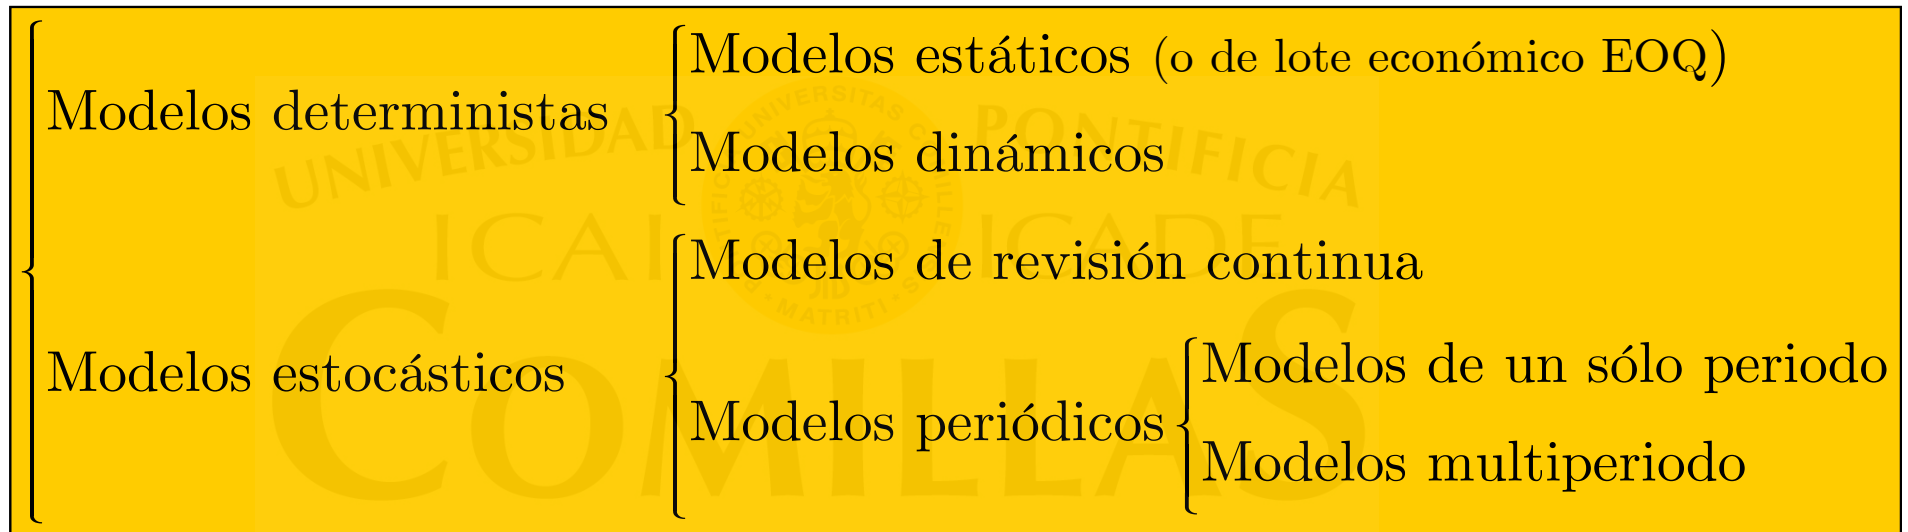 Modelos deterministas
Modelos estáticos (o de lote económico EOQ)
Modelos dinámicos
Modelos estocásticos
Modelos de revisión continua
Modelos periódicos
Modelos de un sólo periodo
Modelos multiperiodo
UNIVERSIDAD PONTIFICIA
ICAI ICADE
COMILLAS